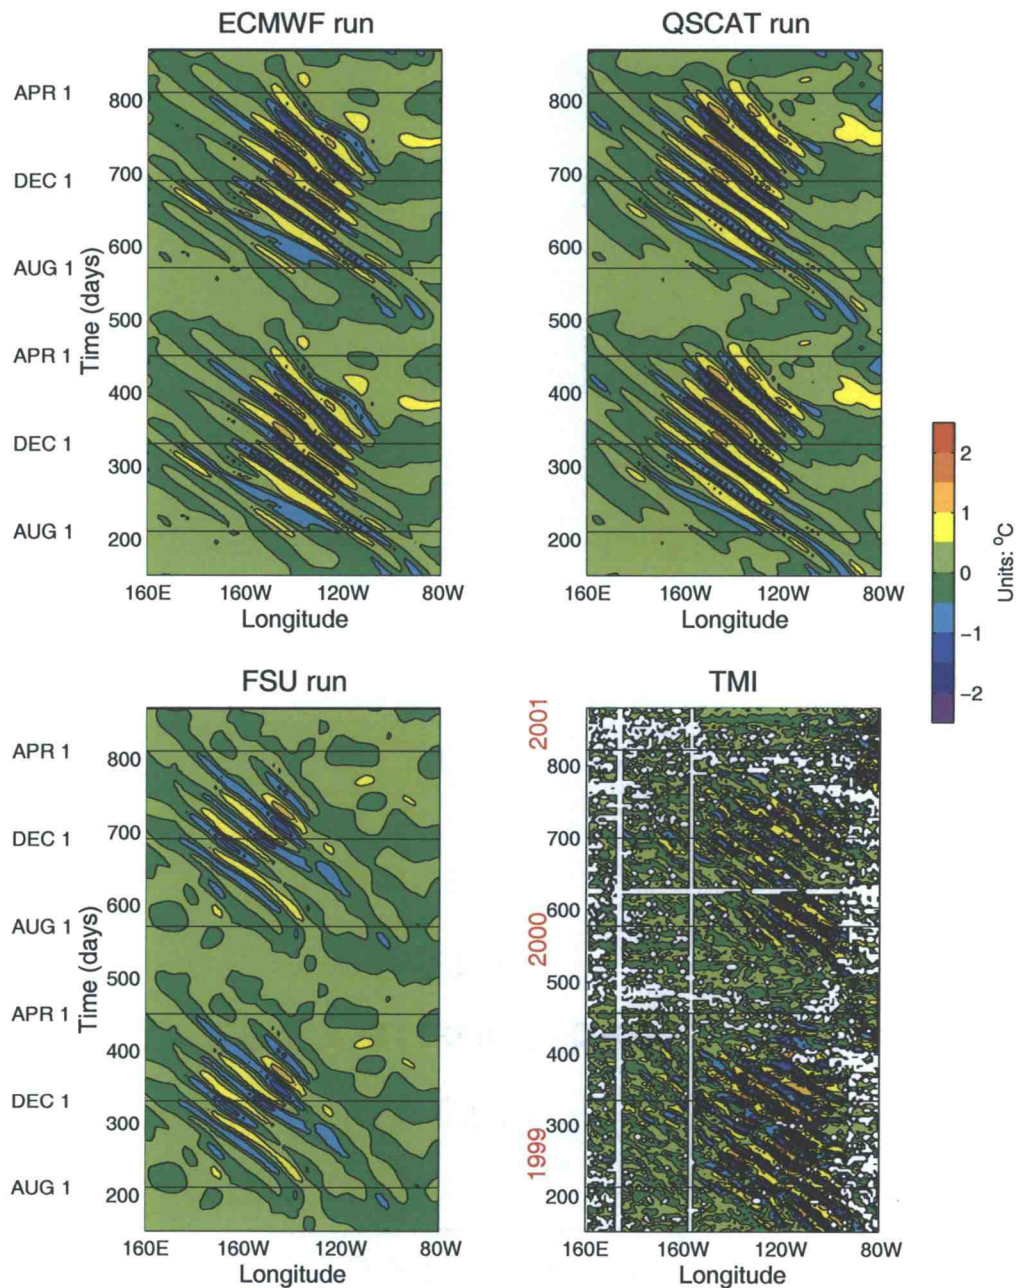 ECMWF run
QSCAT run
APR 1
DEC 1
AUG 1
APR 1
DEC 1
AUG 1
Time (days)
800
700
600
500
400
300
200
160E 160W 120W 80W
Longitude
800
700
600
500
400
300
200
160E 160W 120W 80W
Longitude
2
1
0
-1
-2
Units: °C
FSU run
TMI
APR 1
DEC 1
AUG 1
APR 1
DEC 1
AUG 1
Time (days)
800
700
600
500
400
300
200
160E 160W 120W 80W
Longitude
2001
2000
1999
800
700
600
500
400
300
200
160E 160W 120W 80W
Longitude